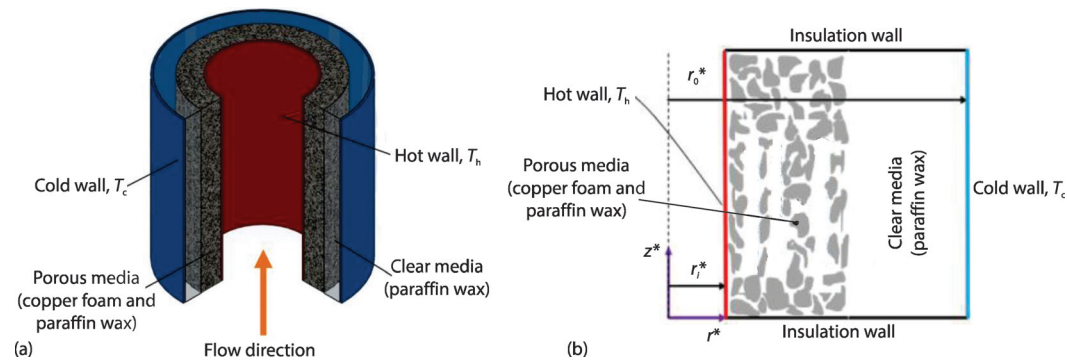 Hot wall, Tₕ
Cold wall, T꜀
Porous media
(copper foam and
paraffin wax)
Clear media
(paraffin wax)
Flow direction
(a)
Insulation wall
r₀*
Hot wall, Tₕ
Porous media
(copper foam and
paraffin wax)
Clear media
(paraffin wax)
Cold wall, T꜀
z*
rᵢ*
r*
Insulation wall
(b)